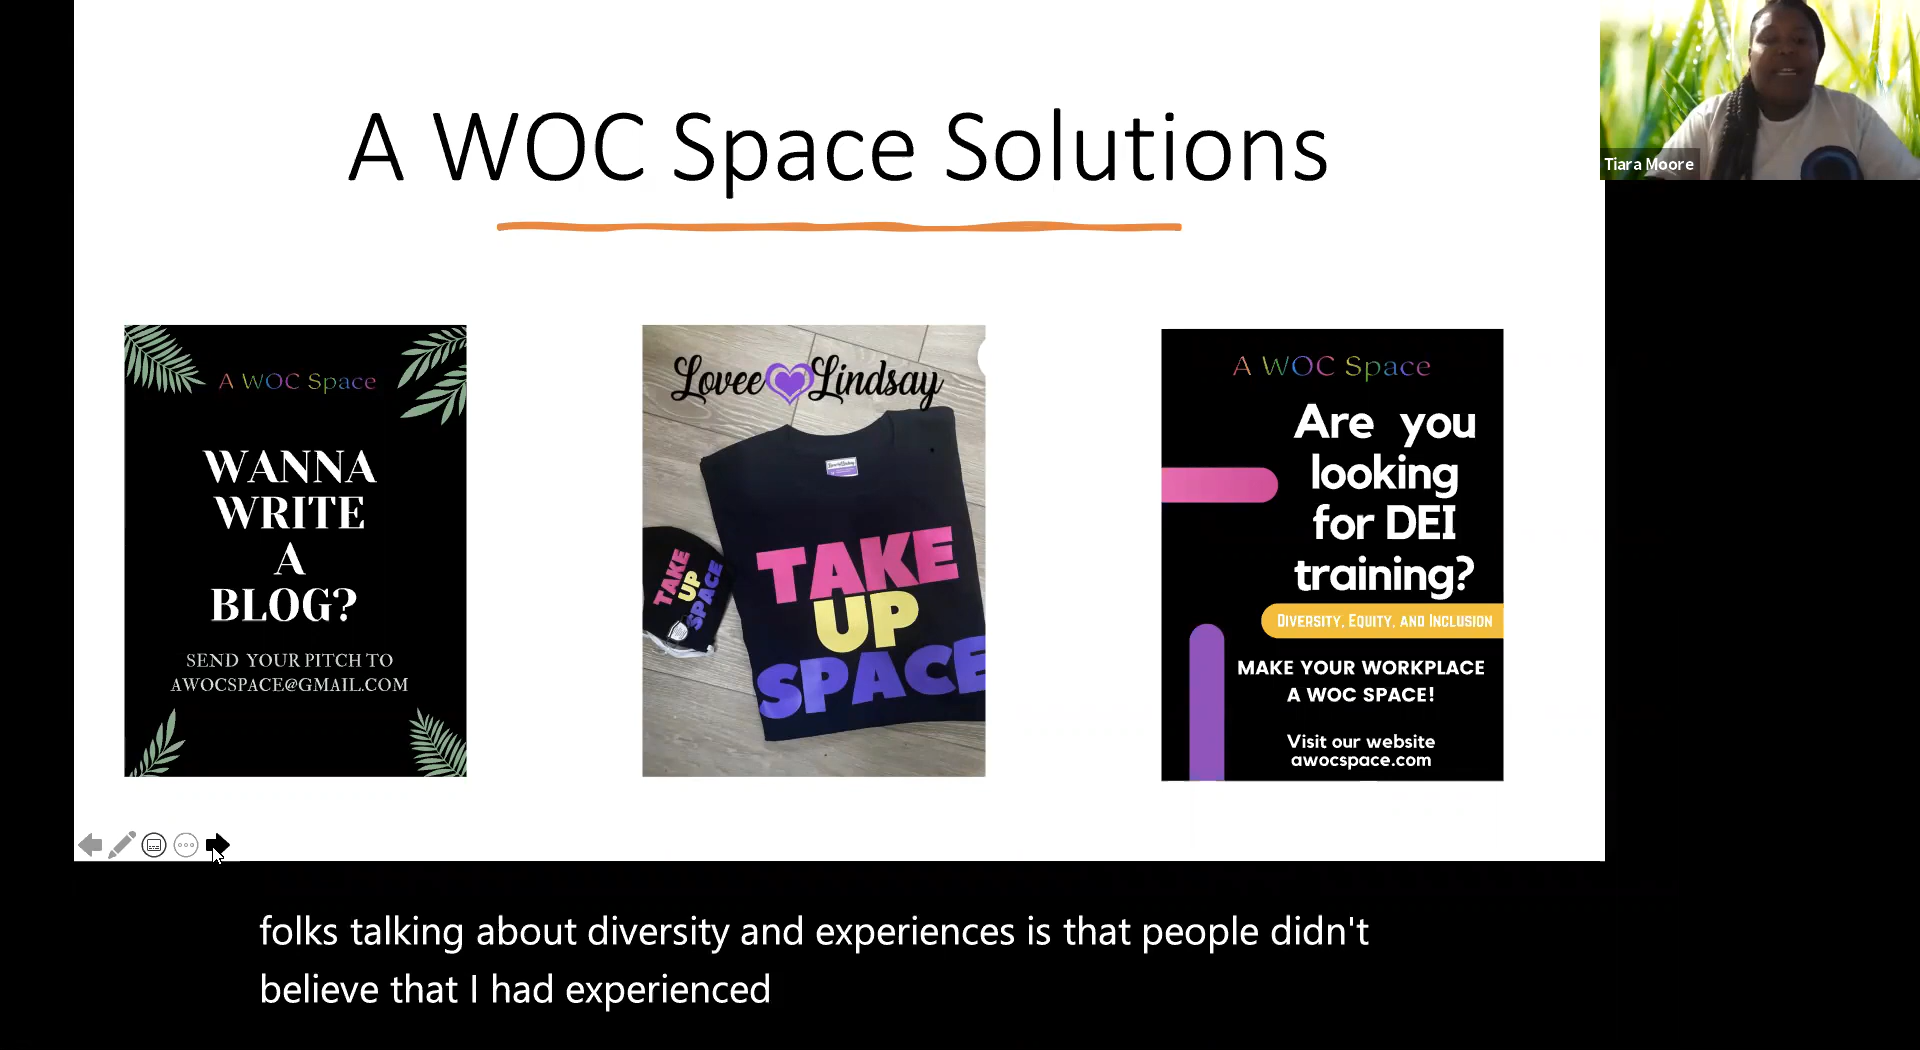 A WOC Space Solutions
Tiara Moore
A WOC Space
WANNA
WRITE
A
BLOG?
SEND YOUR PITCH TO
AWOCSPACE@GMAIL.COM
Lovee Lindsay
TAKE
UP
SPACE
TAKE
UP
SPACE
A WOC Space
Are you
looking
for DEI
training?
DIVERSITY, EQUITY, AND INCLUSION
MAKE YOUR WORKPLACE
A WOC SPACE!
Visit our website
awocspace.com
folks talking about diversity and experiences is that people didn't
believe that I had experienced